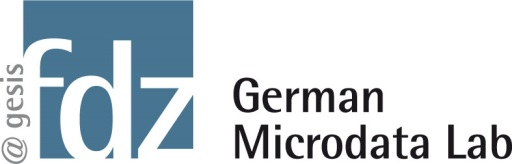 @ gesis
fdz
German
Microdata Lab